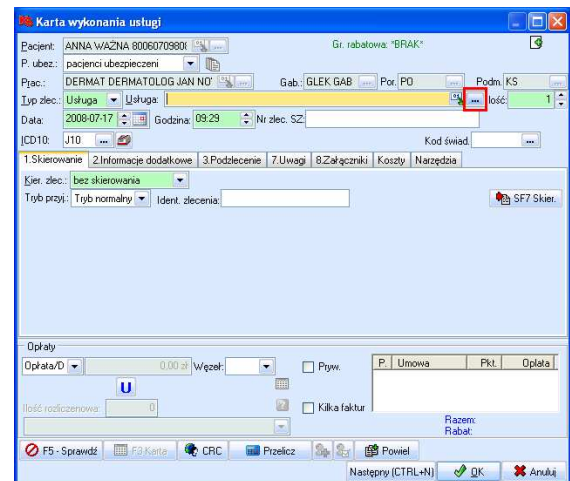 Karta wykonania usługi
Pacjent: ANNA WAŻNA 80060709808 ... Gr. rabatowa: *BRAK*
P. ubez.: pacjenci ubezpieczeni
Prac.: DERMAT DERMATOLOG JAN NO' ... Gab.: GLEK GAB ... Por. PO ... Podm. KS ...
Typ zlec.: Usługa Usługa: ... Ilość: 1
Data: 2008-07-17 Godzina: 09:29 Nr zlec. SZ:
ICD10: J10 ... Kod świad. ...
1.Skierowanie 2.Informacje dodatkowe 3.Podzlecenie 7.Uwagi 8.Załączniki Koszty Narzędzia
Kier. zlec.: bez skierowania
Tryb przyj.: Tryb normalny Ident. zlecenia: SF7 Skier.
Opłaty
Opłata/D 0,00 zł Węzeł: Pryw. P. Umowa Pkt. Opłata
U
Ilość rozliczenowa: 0 ? Kilka faktur
Razem:
Rabat:
F5 - Sprawdź F3 Karta CRC Przelicz Powiel
Następny (CTRL+N) OK Anuluj